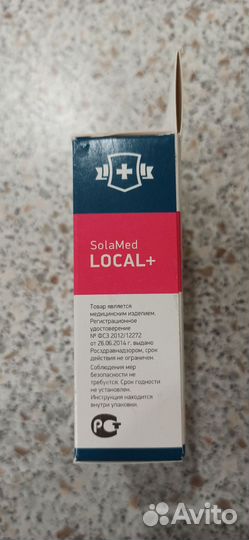 SolaMed
LOCAL+
Товар является
медицинским изделием.
Регистрационное
удостоверение
№ ФСЗ 2012/12272
от 26.06.2014 г. выдано
Росздравнадзором, срок
действия не ограничен.
Соблюдения мер
безопасности не
требуется. Срок годности
не установлен.
Инструкция находится
внутри упаковки.
РСТ
Avito